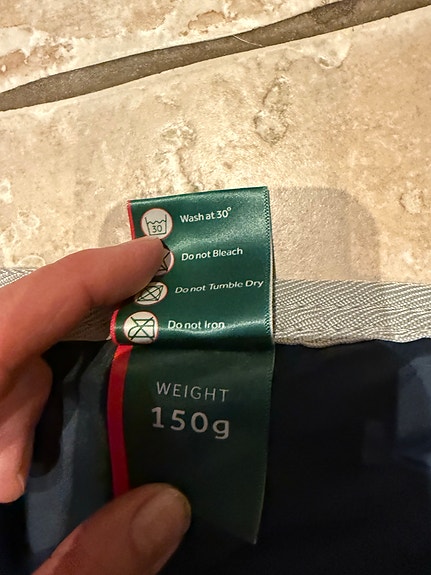 30
Wash at 30°
Do not Bleach
Do not Tumble Dry
Do not Iron
WEIGHT
150g